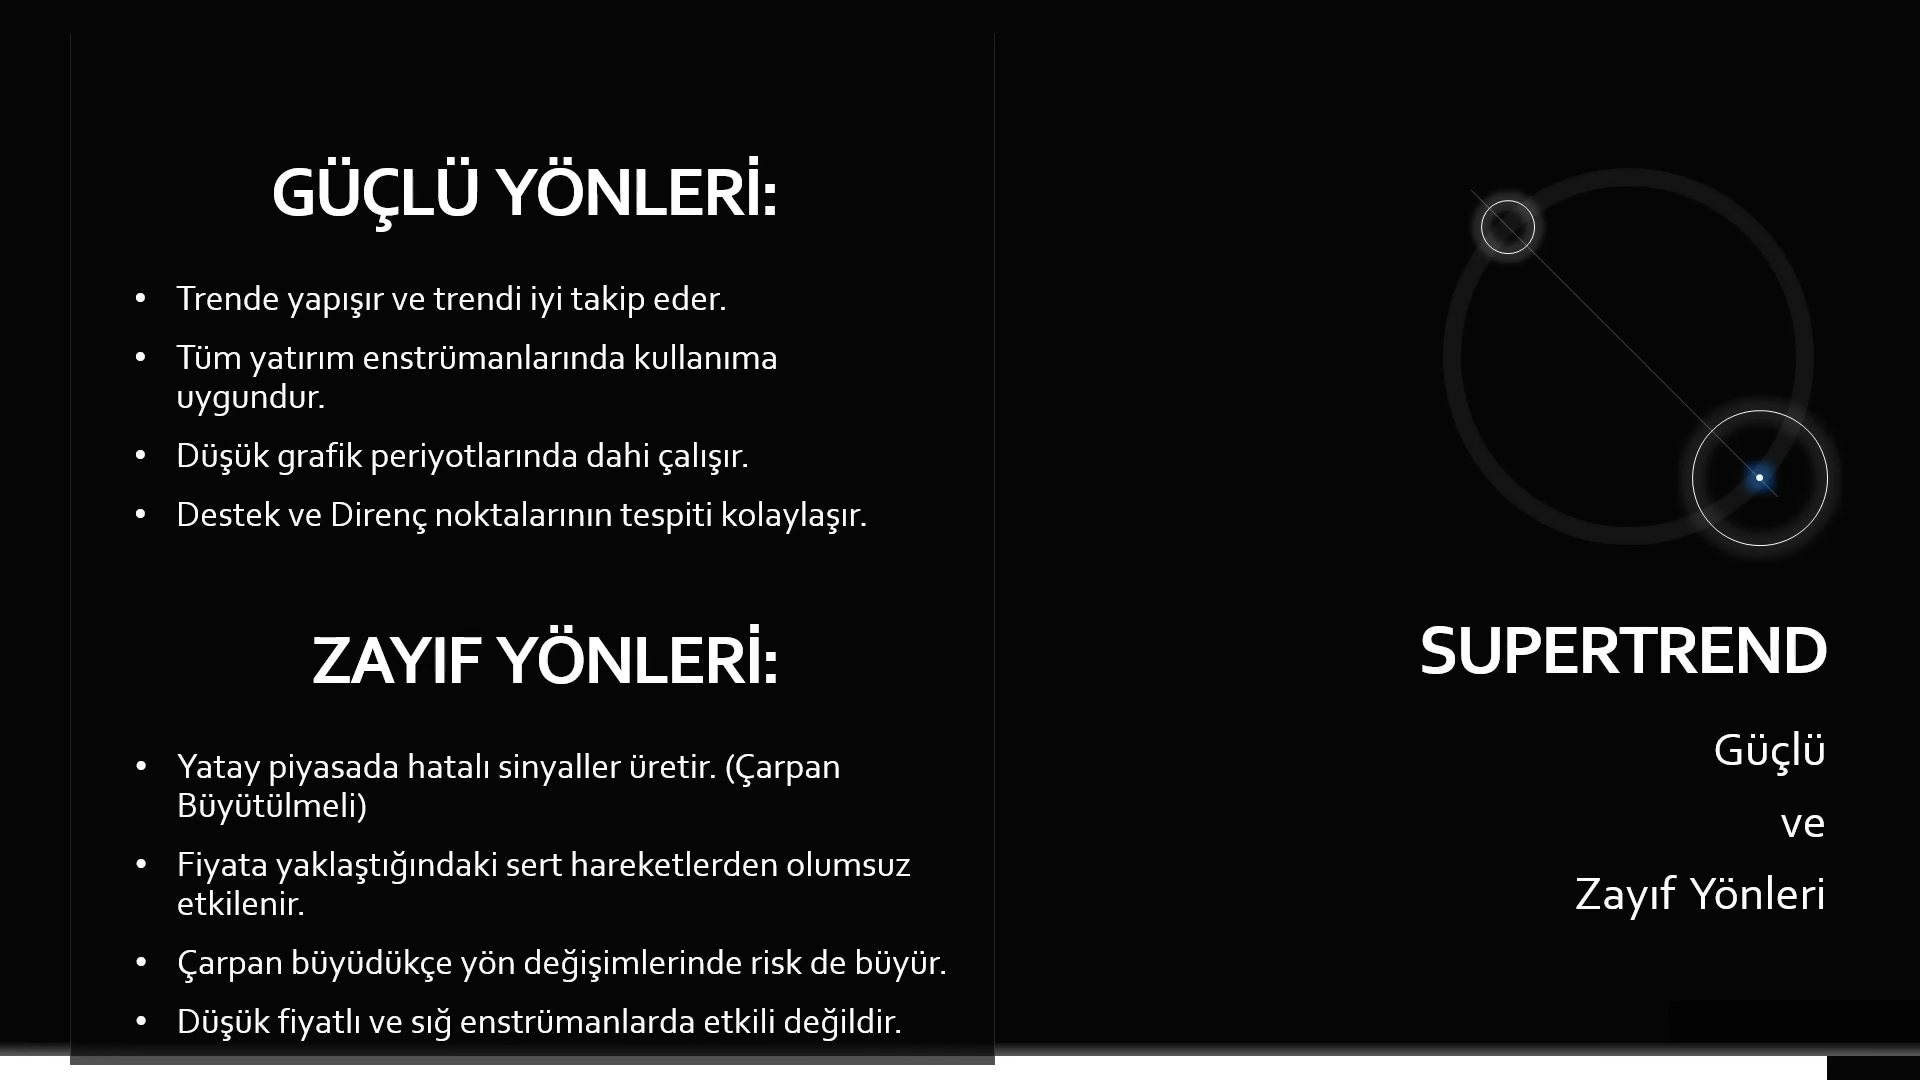 GÜÇLÜ YÖNLERİ:
• Trende yapışır ve trendi iyi takip eder.
• Tüm yatırım enstrümanlarında kullanıma
uygundur.
• Düşük grafik periyotlarında dahi çalışır.
• Destek ve Direnç noktalarının tespiti kolaylaşır.
ZAYIF YÖNLERİ:
• Yatay piyasada hatalı sinyaller üretir. (Çarpan
Büyütülmeli)
• Fiyata yaklaştığındaki sert hareketlerden olumsuz
etkilenir.
• Çarpan büyüdükçe yön değişimlerinde risk de büyür.
• Düşük fiyatlı ve sığ enstrümanlarda etkili değildir.
SUPERTREND
Güçlü
ve
Zayıf Yönleri